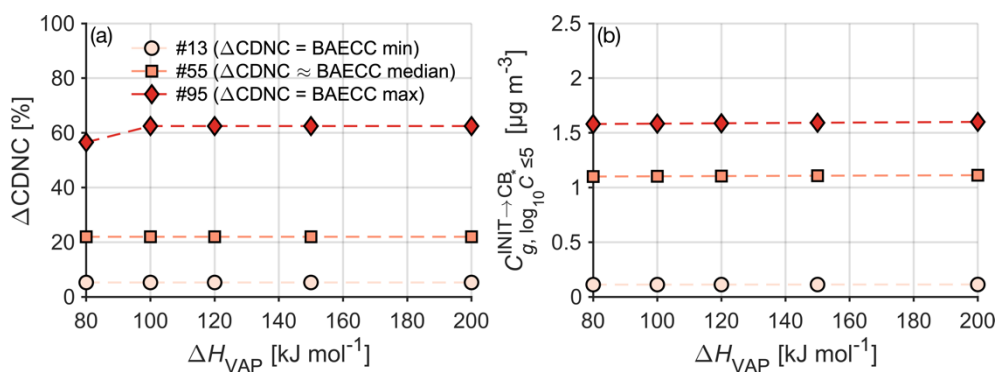 (a)
#13 (ΔCDNC = BAECC min)
#55 (ΔCDNC ≈ BAECC median)
#95 (ΔCDNC = BAECC max)
ΔCDNC [%]
100
80
60
40
20
0
80 100 120 140 160 180 200
ΔH_VAP [kJ mol⁻¹]
(b)
C_{g, log₁₀ C* ≤5}^{INIT→CB} [µg m⁻³]
2.5
2
1.5
1
0.5
0
80 100 120 140 160 180 200
ΔH_VAP [kJ mol⁻¹]